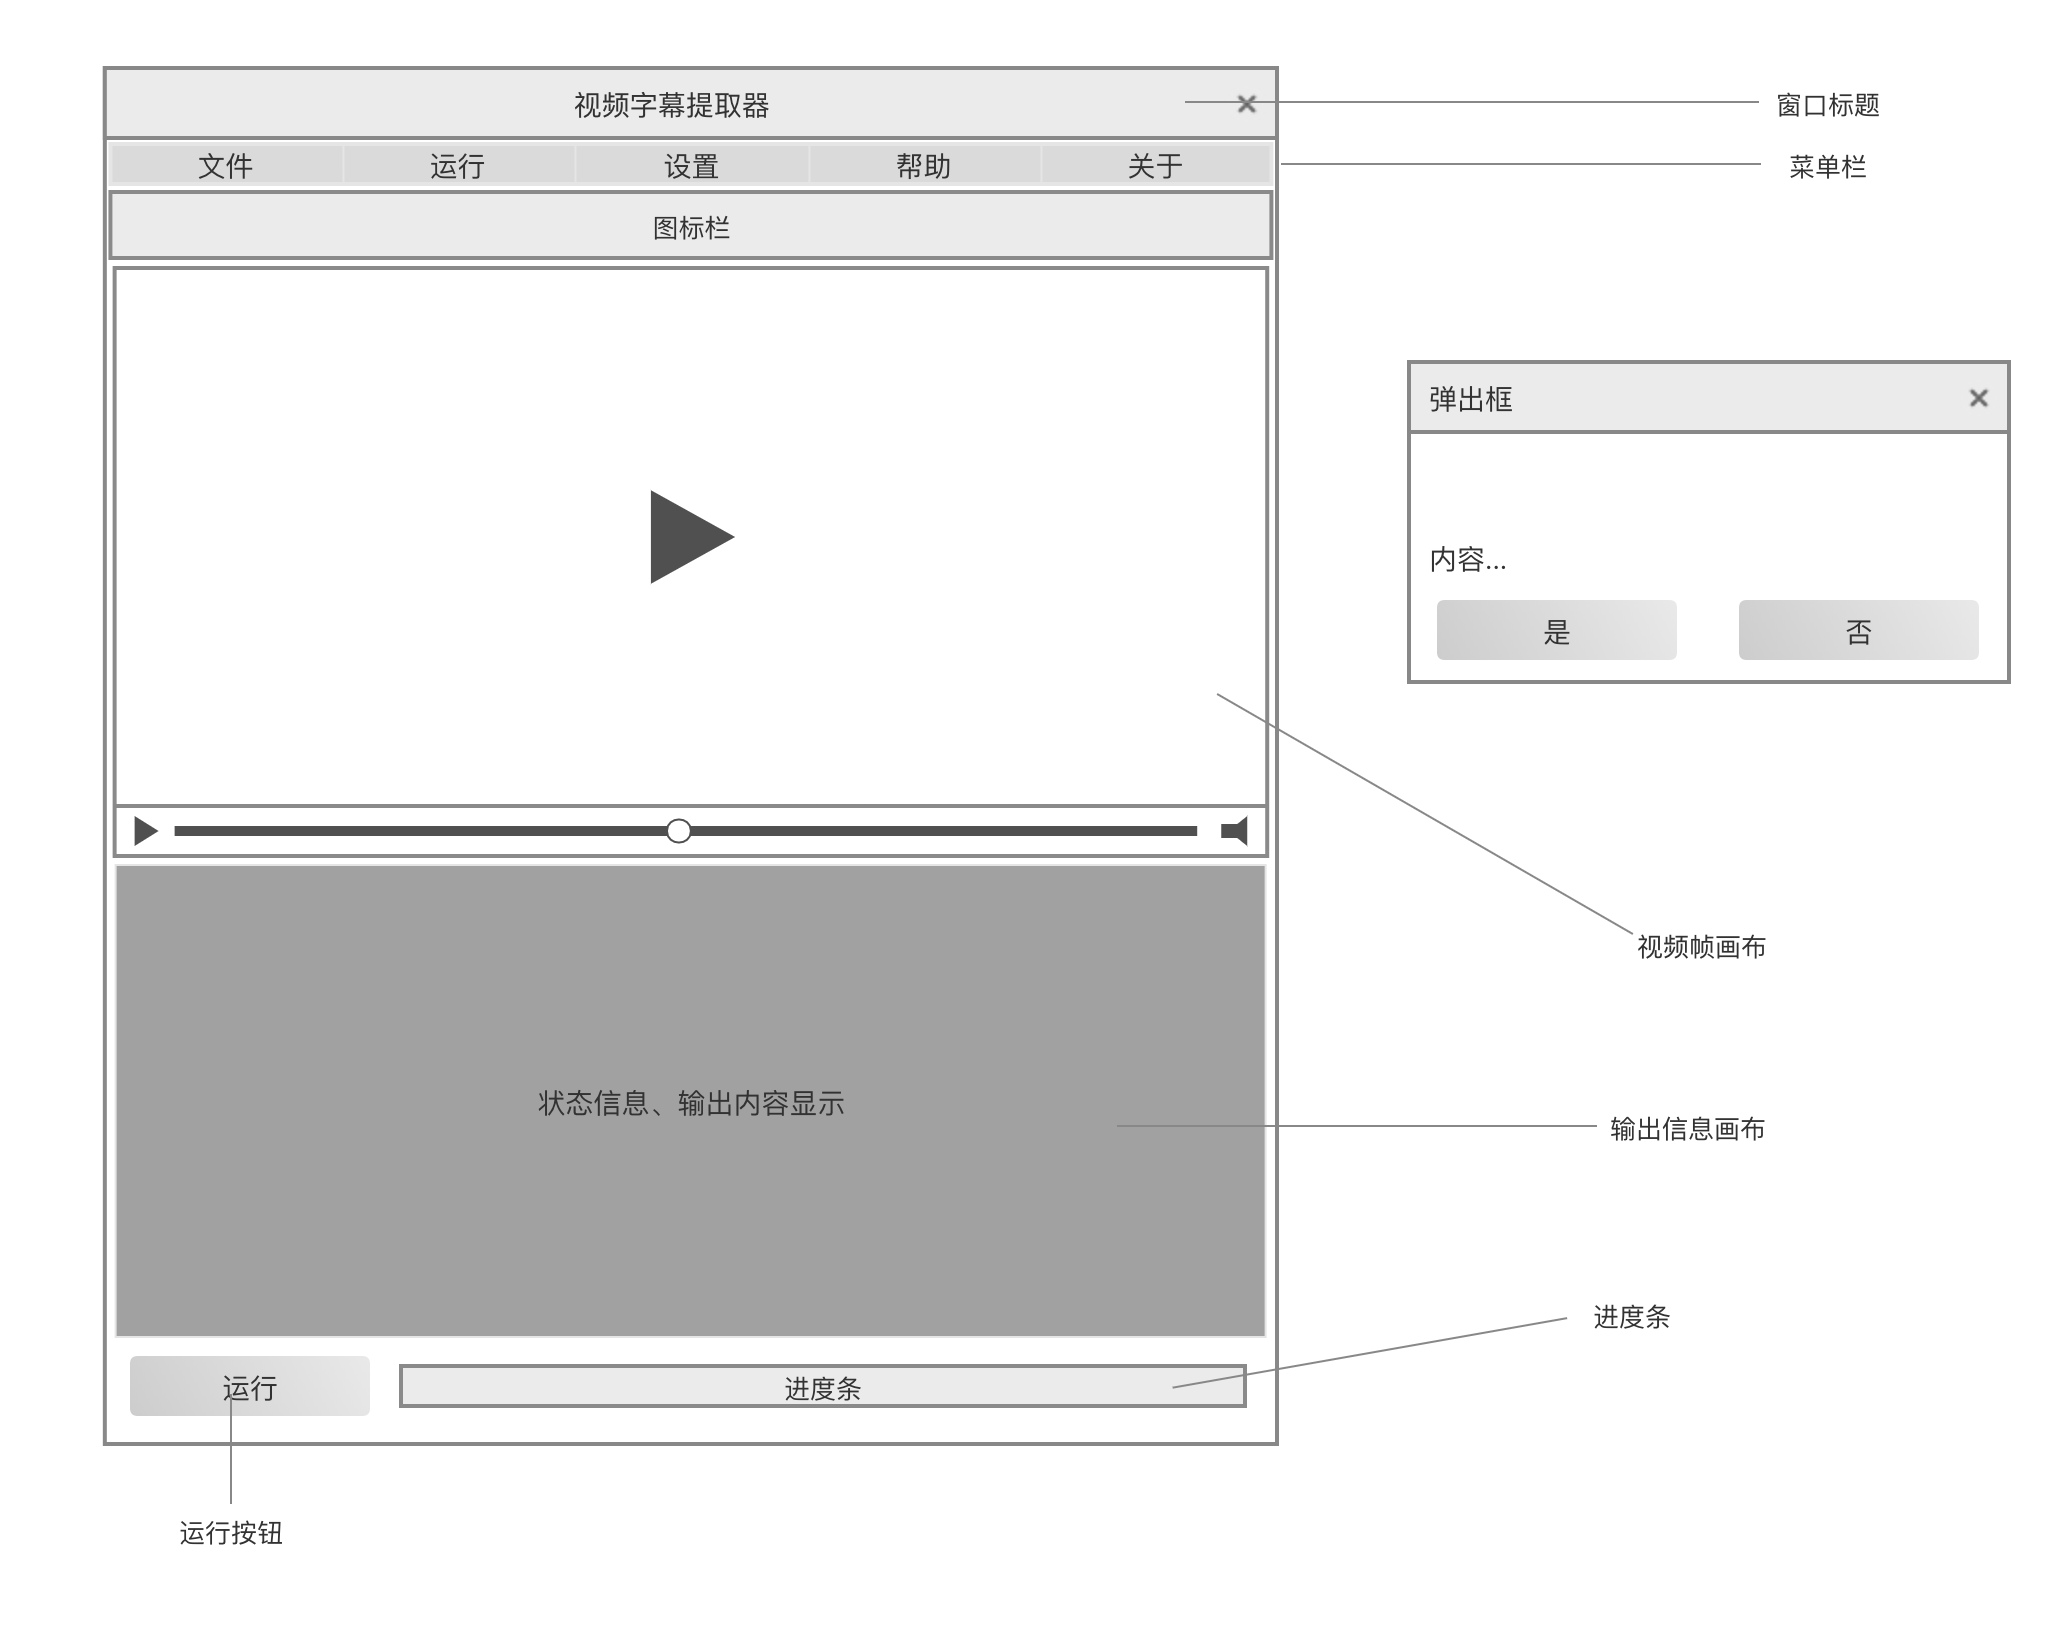 视频字幕提取器
窗口标题
文件
运行
设置
帮助
关于
菜单栏
图标栏
弹出框
内容...
是
否
视频帧画布
状态信息、输出内容显示
输出信息画布
进度条
运行
进度条
运行按钮